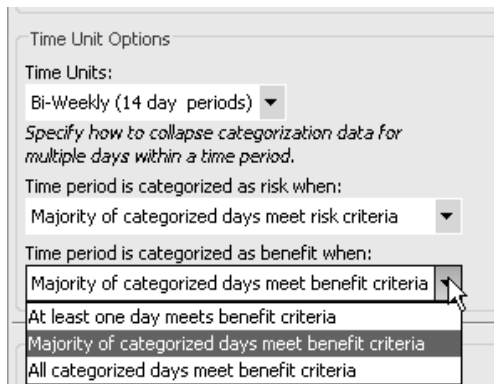 Time Unit Options
Time Units:
Bi-Weekly (14 day periods)
Specify how to collapse categorization data for
multiple days within a time period.
Time period is categorized as risk when:
Majority of categorized days meet risk criteria
Time period is categorized as benefit when:
Majority of categorized days meet benefit criteria
At least one day meets benefit criteria
Majority of categorized days meet benefit criteria
All categorized days meet benefit criteria